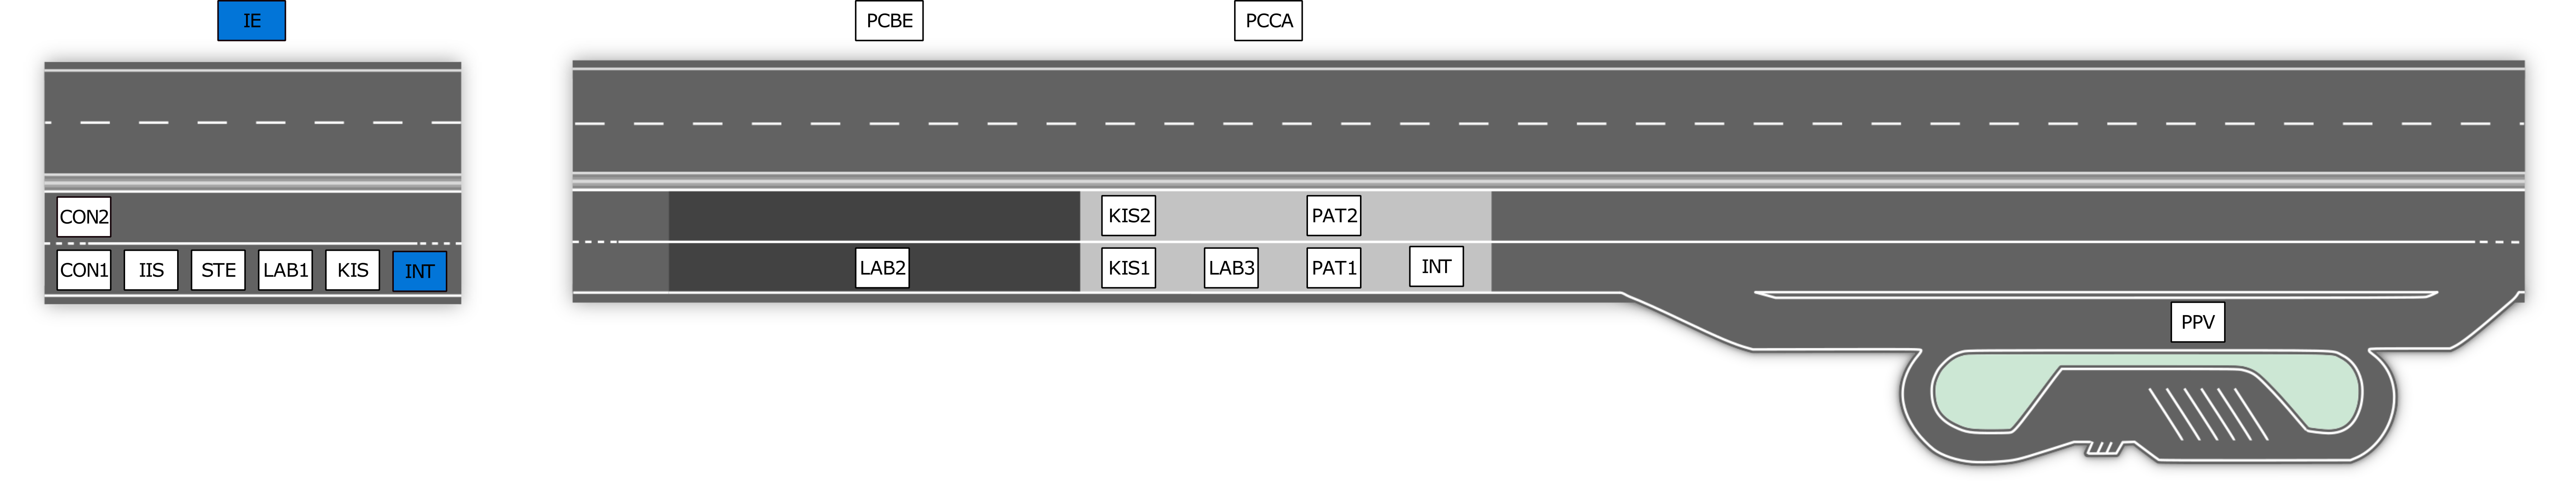 IE
PCBE
PCCA
CON2
CON1 IIS STE LAB1 KIS INT
KIS2 PAT2
LAB2 KIS1 LAB3 PAT1 INT
PPV